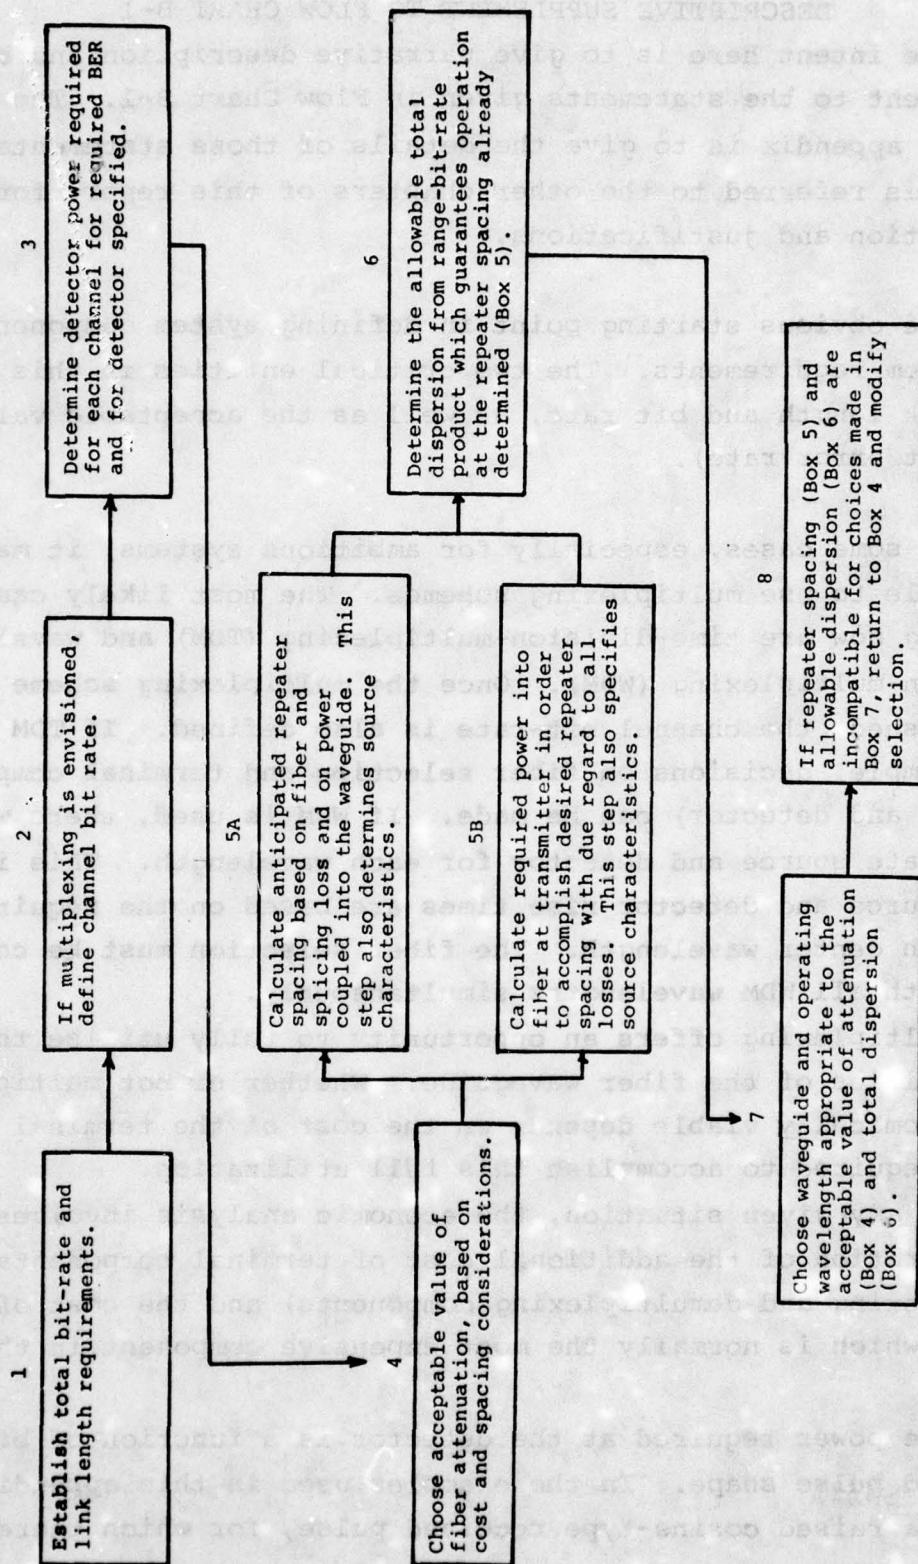 1
Establish total bit-rate and
link length requirements.
2
If multiplexing is envisioned,
define channel bit rate.
3
Determine detector power required
for each channel for required BER
and for detector specified.
4
Choose acceptable value of
fiber attenuation, based on
cost and spacing considerations.
5A
Calculate anticipated repeater
spacing based on fiber and
splicing loss and on power
coupled into the waveguide. This
step also determines source
characteristics.
5B
Calculate required power into
fiber at transmitter in order
to accomplish desired repeater
spacing with due regard to all
losses. This step also specifies
source characteristics.
6
Determine the allowable total
dispersion from range-bit-rate
product which guarantees operation
at the repeater spacing already
determined (Box 5).
7
Choose waveguide and operating
wavelength appropriate to the
acceptable value of attenuation
(Box 4) and total dispersion
(Box 6).
8
If repeater spacing (Box 5) and
allowable dispersion (Box 6) are
incompatible for choices made in
Box 7, return to Box 4 and modify
selection.